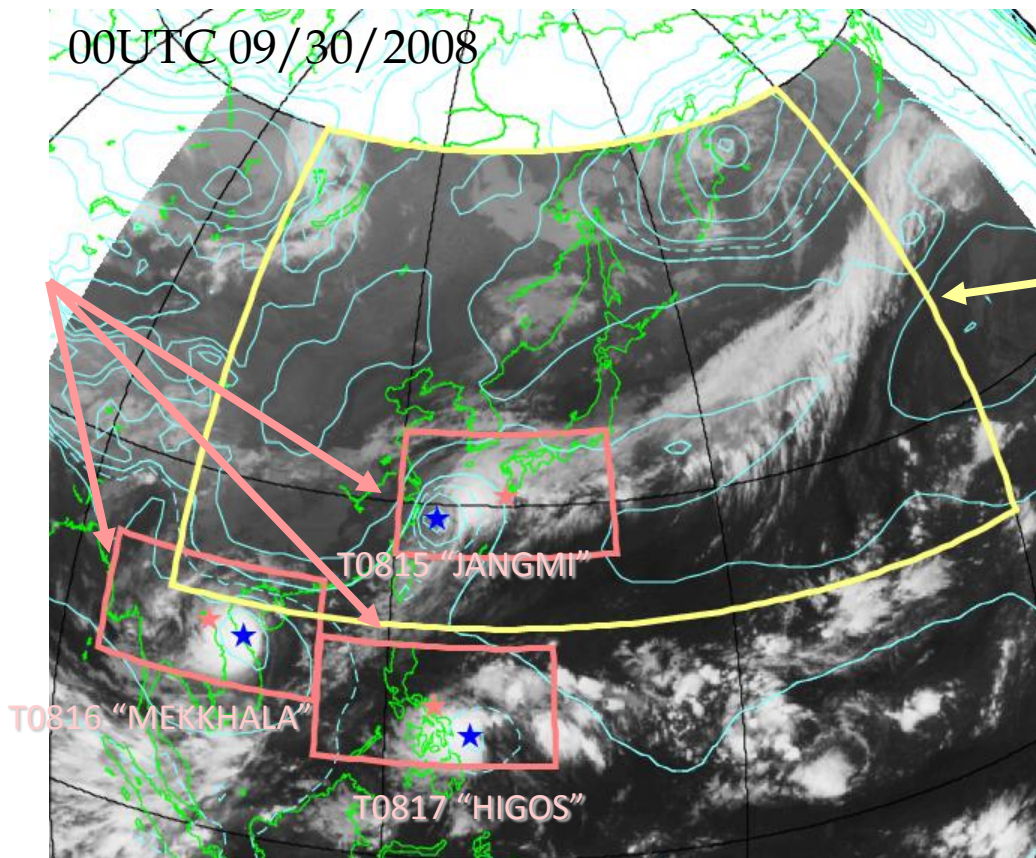 00UTC 09/30/2008
T0815 “JANGMI”
T0816 “MEKKHALA”
T0817 “HIGOS”